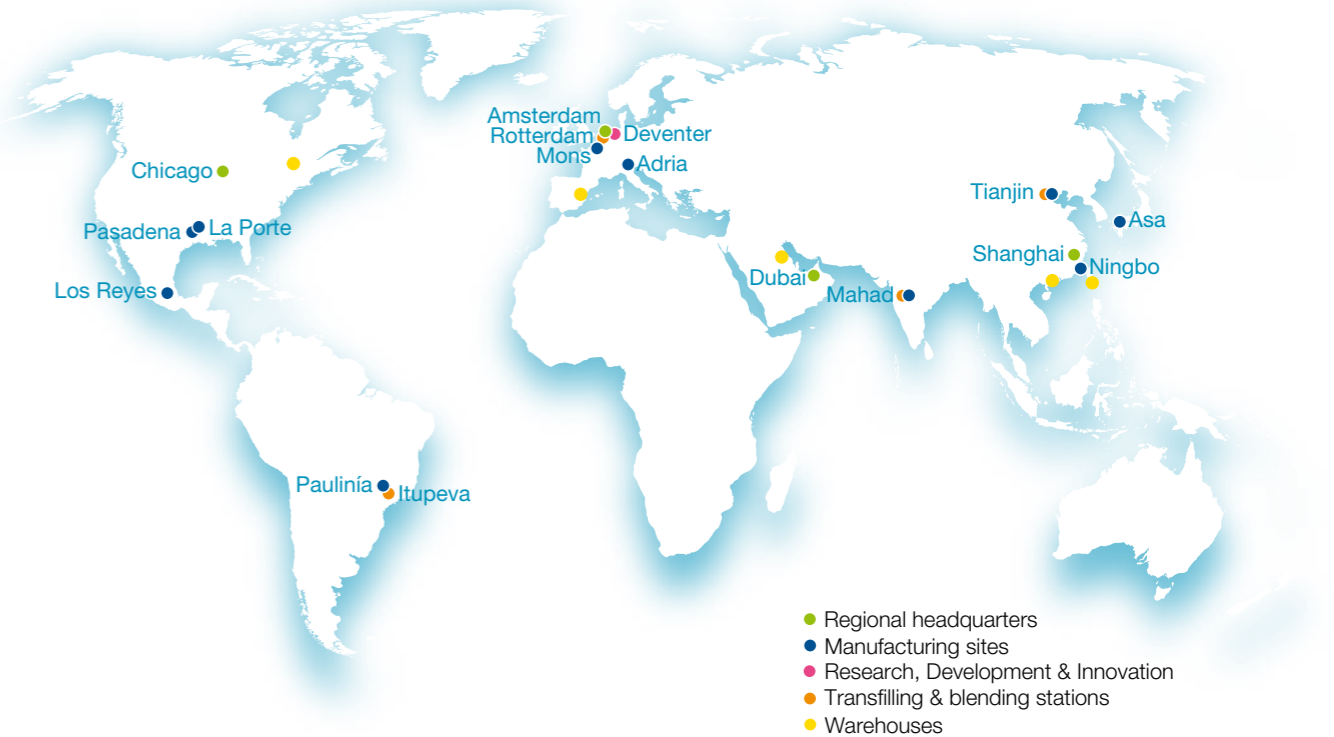 Amsterdam
Rotterdam
Deventer
Mons
Adria
Chicago
Tianjin
Pasadena
La Porte
Asa
Shanghai
Ningbo
Dubai
Los Reyes
Mahad
Paulinía
Itupeva
Regional headquarters
Manufacturing sites
Research, Development & Innovation
Transfilling & blending stations
Warehouses